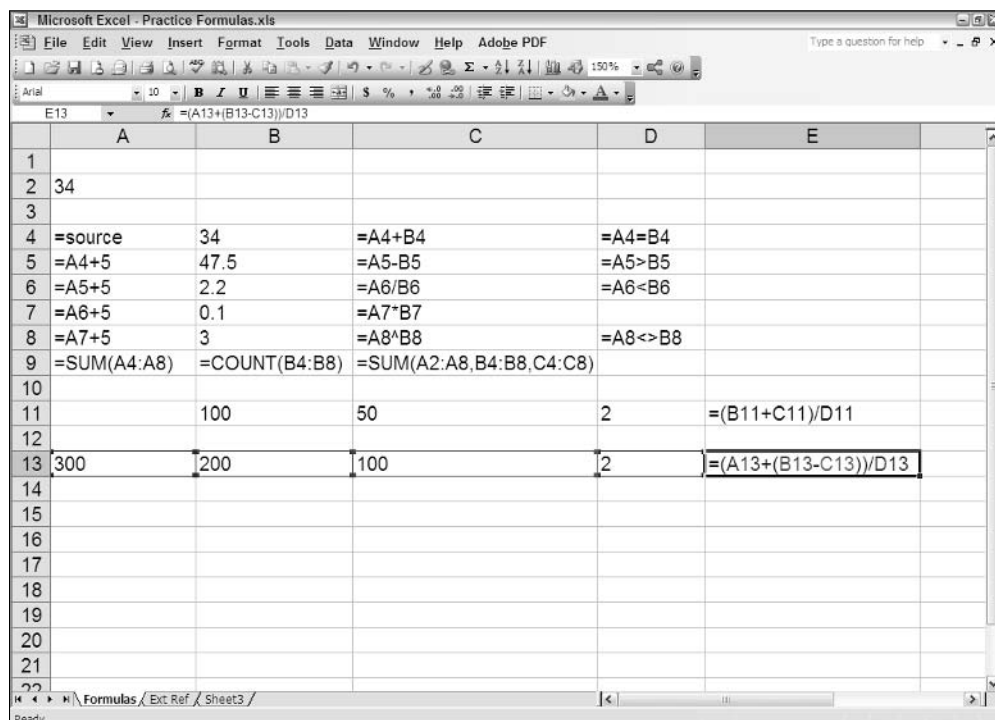 Microsoft Excel - Practice Formulas.xls
File Edit View Insert Format Tools Data Window Help Adobe PDF Type a question for help
150%
Arial 10 B I U $ % , A
E13 fx =(A13+(B13-C13))/D13
A B C D E
1
2 34
3
4 =source 34 =A4+B4 =A4=B4
5 =A4+5 47.5 =A5-B5 =A5>B5
6 =A5+5 2.2 =A6/B6 =A6<B6
7 =A6+5 0.1 =A7*B7
8 =A7+5 3 =A8^B8 =A8<>B8
9 =SUM(A4:A8) =COUNT(B4:B8) =SUM(A2:A8,B4:B8,C4:C8)
10
11 100 50 2 =(B11+C11)/D11
12
13 300 200 100 2 =(A13+(B13-C13))/D13
14
15
16
17
18
19
20
21
22
Formulas / Ext Ref / Sheet3 /
Ready